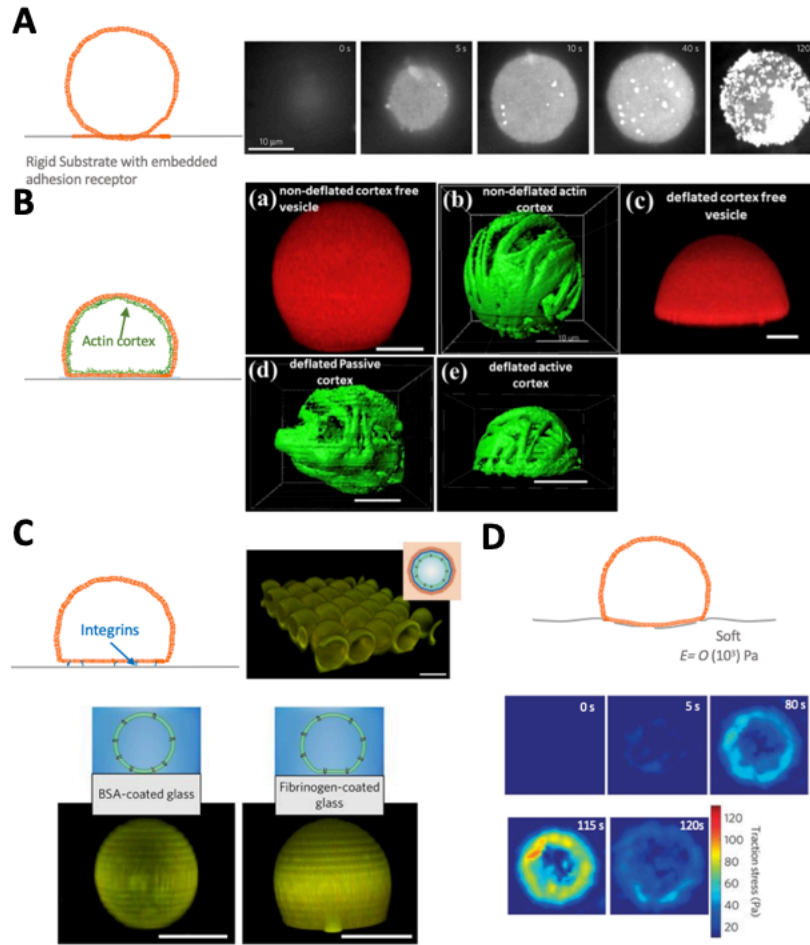 A
0 s
5 s
10 s
40 s
120
10 μm
Rigid Substrate with embedded
adhesion receptor
B
(a)
non-deflated cortex free
vesicle
(b)
non-deflated actin
cortex
10 μm
(c)
deflated cortex free
vesicle
Actin cortex
(d)
deflated Passive
cortex
(e)
deflated active
cortex
C
Integrins
BSA-coated glass
Fibrinogen-coated
glass
D
Soft
E= O (10³) Pa
0 s
5 s
80 s
115 s
120s
120
100
80
60
40
20
Traction stress (Pa)